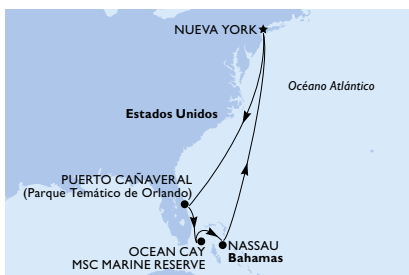 NUEVA YORK
Océano Atlántico
Estados Unidos
PUERTO CAÑAVERAL
(Parque Temático de Orlando)
OCEAN CAY
MSC MARINE RESERVE
NASSAU
Bahamas